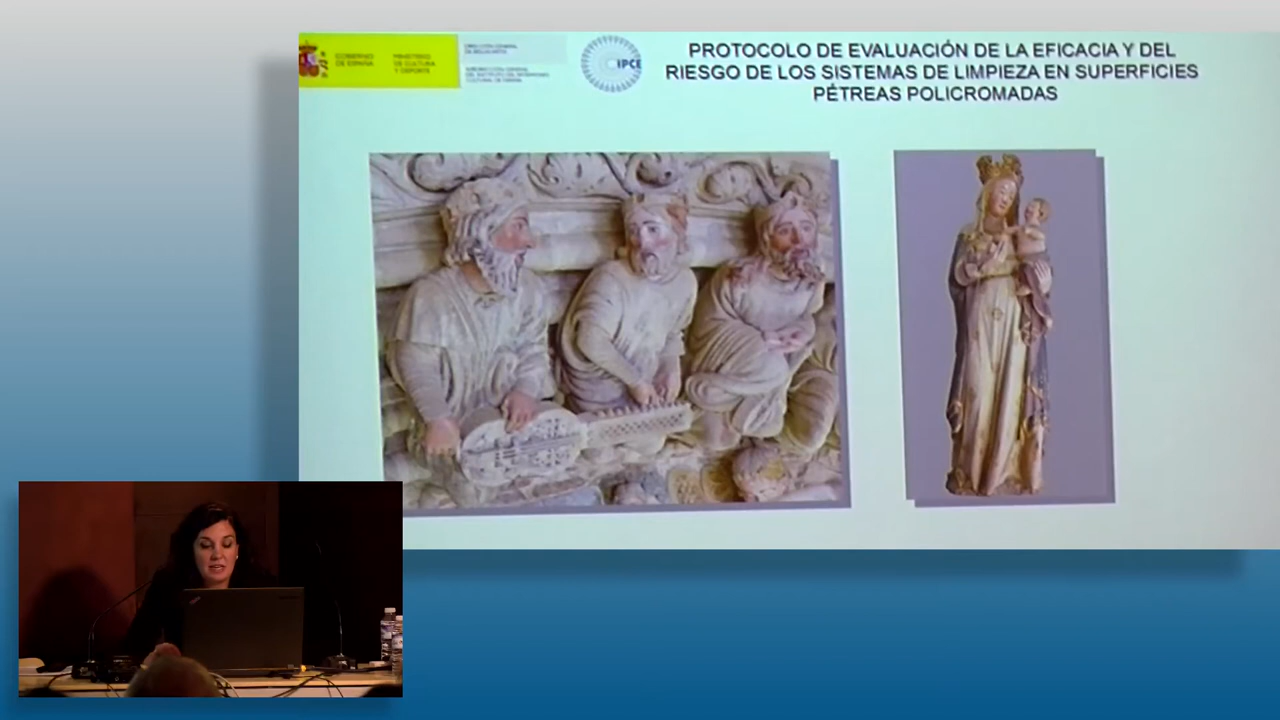 GOBIERNO
DE ESPAÑA
MINISTERIO
DE CULTURA
Y DEPORTE
DIRECCIÓN GENERAL
DE BELLAS ARTES
SUBDIRECCIÓN GENERAL
DEL INSTITUTO DEL PATRIMONIO
CULTURAL DE ESPAÑA
IPCE
PROTOCOLO DE EVALUACIÓN DE LA EFICACIA Y DEL
RIESGO DE LOS SISTEMAS DE LIMPIEZA EN SUPERFICIES
PÉTREAS POLICROMADAS